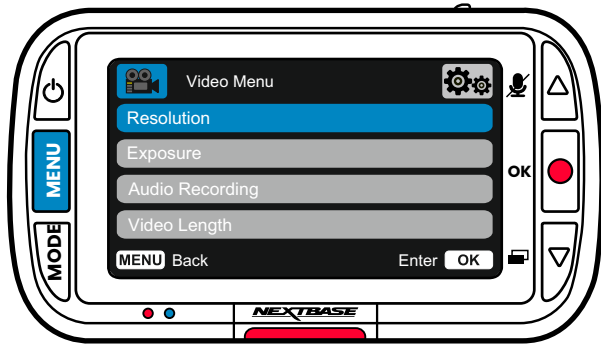 Video Menu
Resolution
Exposure
Audio Recording
Video Length
MENU Back
Enter OK
MENU
MODE
OK
NEXTBASE